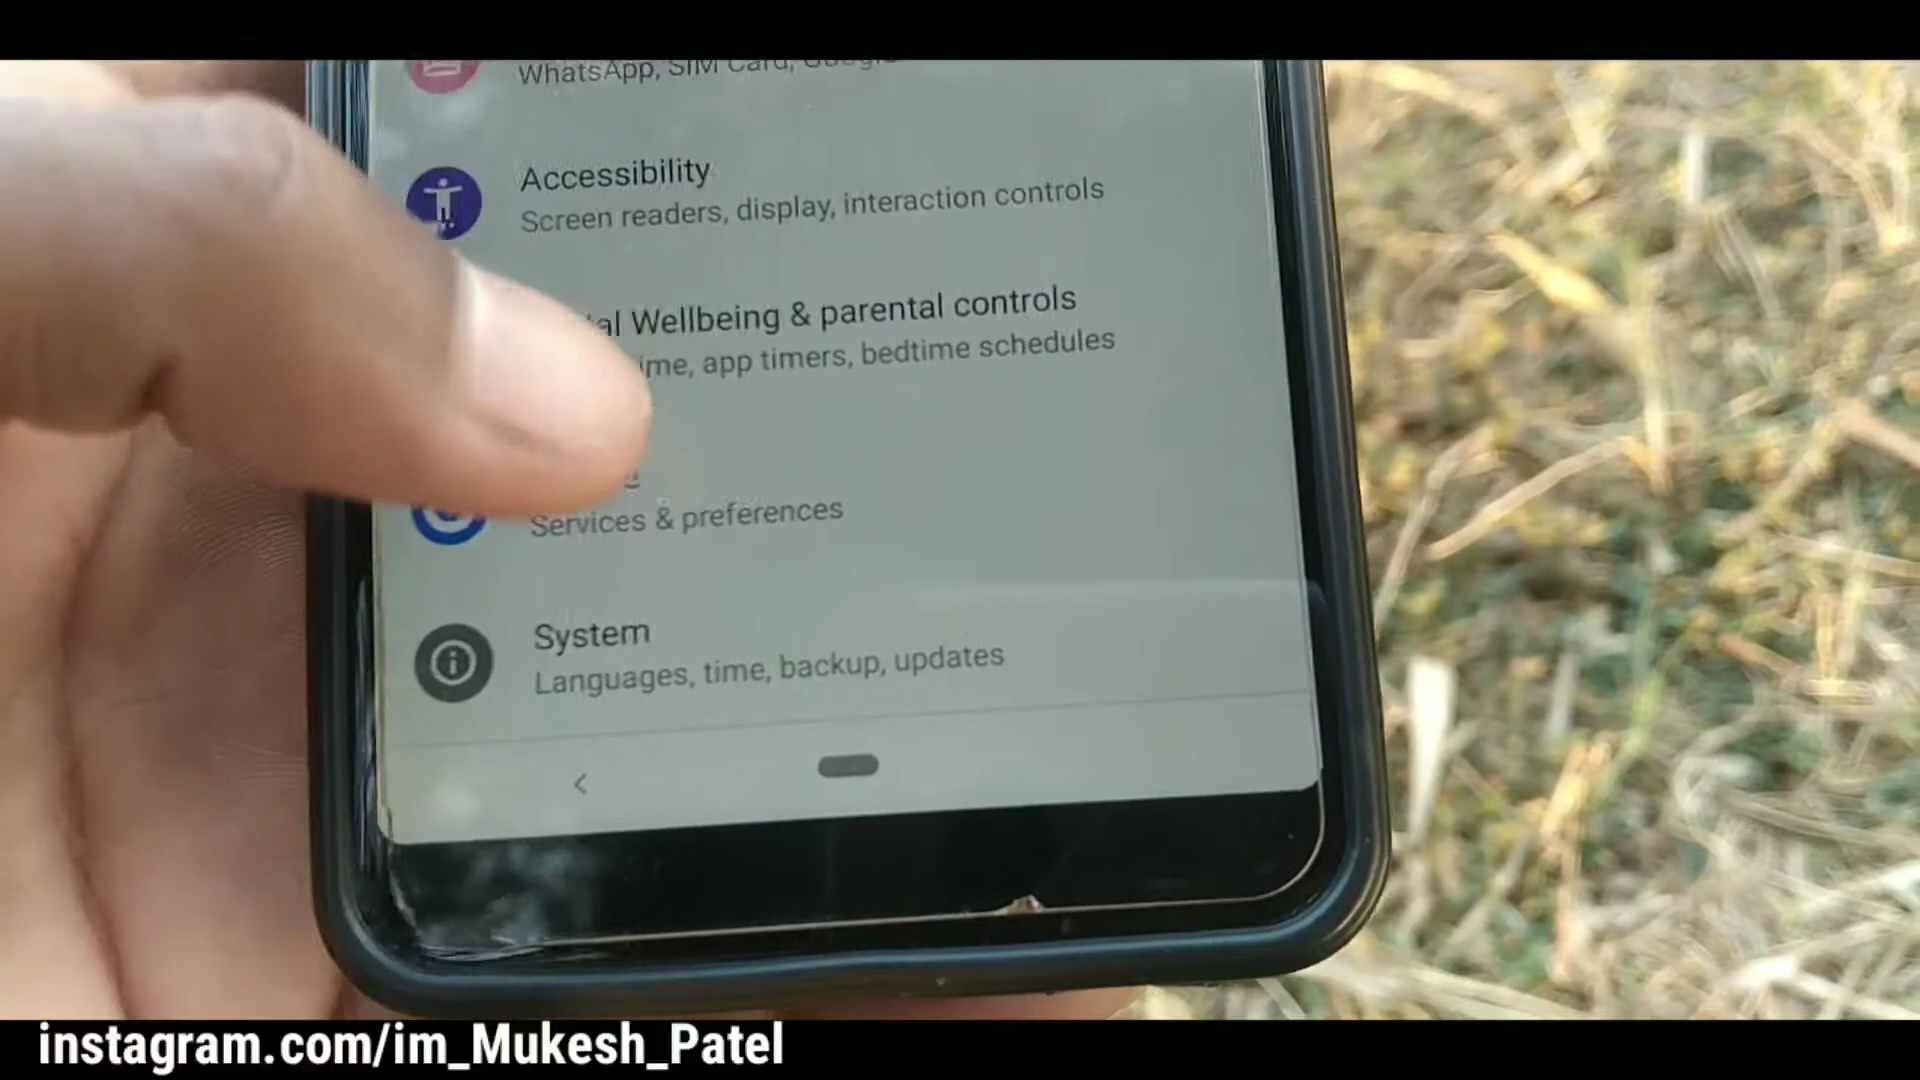 WhatsApp, SIM Card,
Accessibility
Screen readers, display, interaction controls
Wellbeing & parental controls
app timers, bedtime schedules
Services & preferences
System
Languages, time, backup, updates
instagram.com/im_Mukesh_Patel